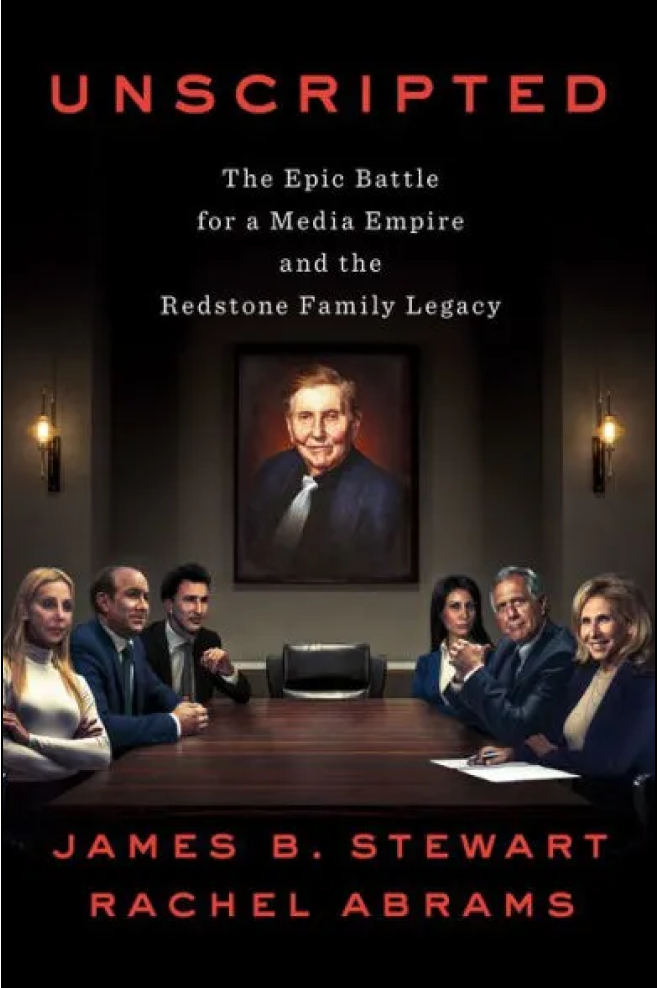 UNSCRIPTED
The Epic Battle
for a Media Empire
and the
Redstone Family Legacy
JAMES B. STEWART
RACHEL ABRAMS